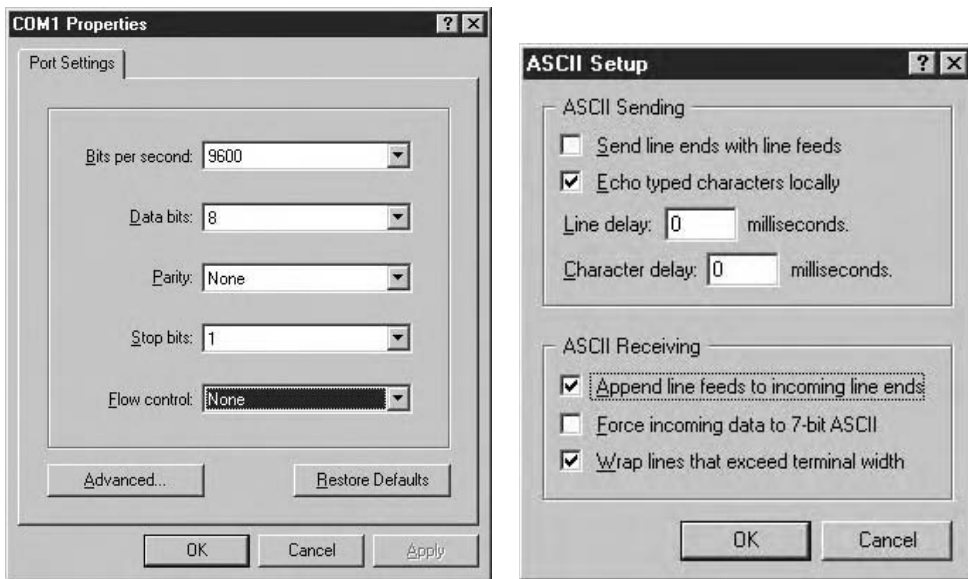 COM1 Properties
Port Settings
Bits per second: 9600
Data bits: 8
Parity: None
Stop bits: 1
Flow control: None
Advanced...
Restore Defaults
OK
Cancel
Apply
ASCII Setup
ASCII Sending
Send line ends with line feeds
Echo typed characters locally
Line delay: 0 milliseconds.
Character delay: 0 milliseconds.
ASCII Receiving
Append line feeds to incoming line ends
Force incoming data to 7-bit ASCII
Wrap lines that exceed terminal width
OK
Cancel